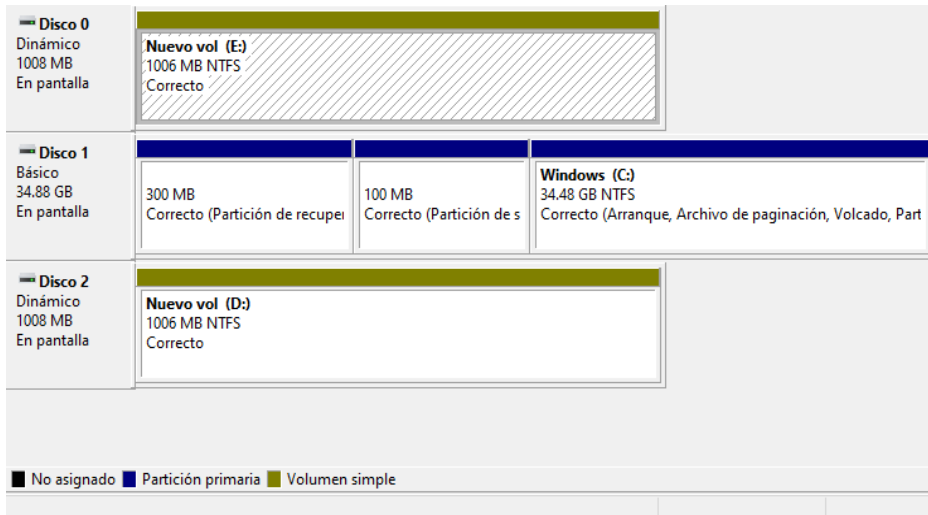 Disco 0
Dinámico
1008 MB
En pantalla
Nuevo vol (E:)
1006 MB NTFS
Correcto
Disco 1
Básico
34.88 GB
En pantalla
300 MB
Correcto (Partición de recuper
100 MB
Correcto (Partición de s
Windows (C:)
34.48 GB NTFS
Correcto (Arranque, Archivo de paginación, Volcado, Part
Disco 2
Dinámico
1008 MB
En pantalla
Nuevo vol (D:)
1006 MB NTFS
Correcto
No asignado Partición primaria Volumen simple